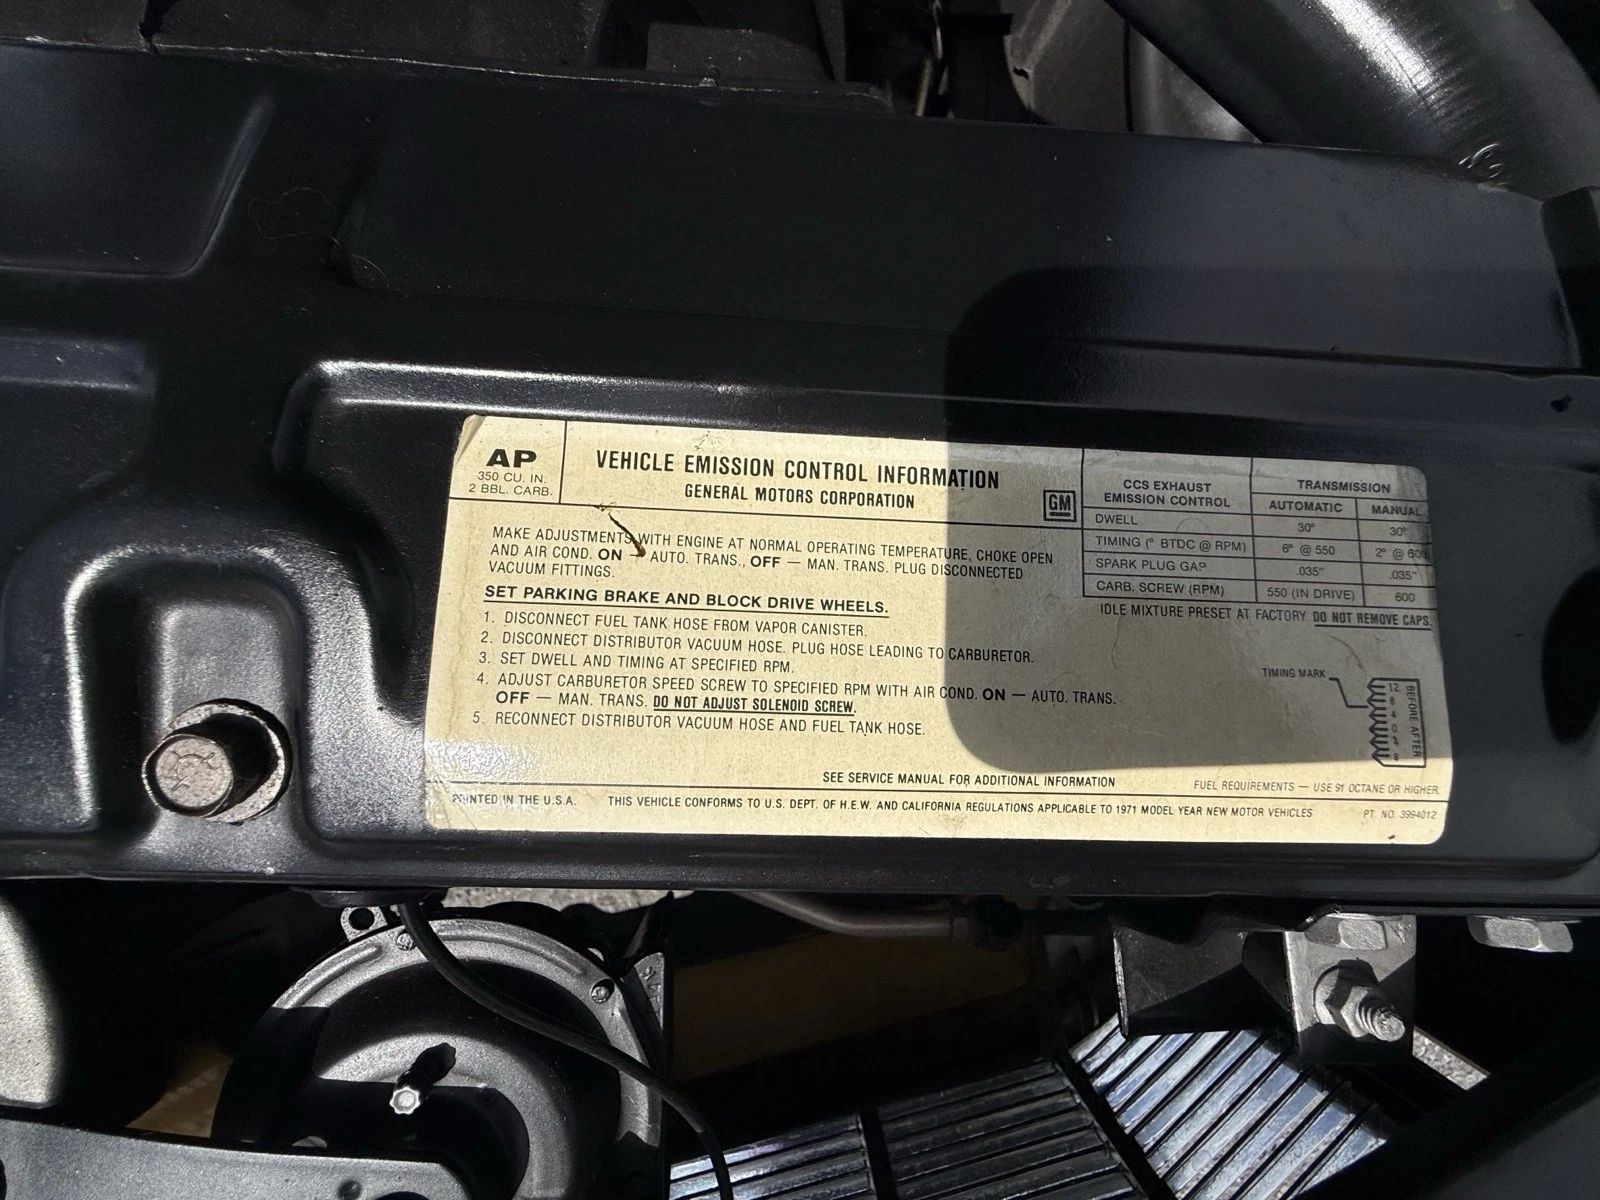 AP
350 CU. IN.
2 BBL. CARB.
VEHICLE EMISSION CONTROL INFORMATION
GENERAL MOTORS CORPORATION
GM
MAKE ADJUSTMENTS WITH ENGINE AT NORMAL OPERATING TEMPERATURE, CHOKE OPEN
AND AIR COND. ON — AUTO. TRANS., OFF — MAN. TRANS. PLUG DISCONNECTED
VACUUM FITTINGS.
SET PARKING BRAKE AND BLOCK DRIVE WHEELS.
1. DISCONNECT FUEL TANK HOSE FROM VAPOR CANISTER.
2. DISCONNECT DISTRIBUTOR VACUUM HOSE. PLUG HOSE LEADING TO CARBURETOR.
3. SET DWELL AND TIMING AT SPECIFIED RPM.
4. ADJUST CARBURETOR SPEED SCREW TO SPECIFIED RPM WITH AIR COND. ON — AUTO. TRANS.
OFF — MAN. TRANS. DO NOT ADJUST SOLENOID SCREW.
5. RECONNECT DISTRIBUTOR VACUUM HOSE AND FUEL TANK HOSE.
CCS EXHAUST
EMISSION CONTROL
TRANSMISSION
AUTOMATIC MANUAL
DWELL 30° 30°
TIMING (° BTDC @ RPM) 6° @ 550 2° @ 600
SPARK PLUG GAP .035" .035"
CARB. SCREW (RPM) 550 (IN DRIVE) 600
IDLE MIXTURE PRESET AT FACTORY DO NOT REMOVE CAPS.
TIMING MARK
12
8
4
0
4
8
BEFORE AFTER
SEE SERVICE MANUAL FOR ADDITIONAL INFORMATION
FUEL REQUIREMENTS — USE 91 OCTANE OR HIGHER.
PRINTED IN THE U.S.A. THIS VEHICLE CONFORMS TO U.S. DEPT. OF H.E.W. AND CALIFORNIA REGULATIONS APPLICABLE TO 1971 MODEL YEAR NEW MOTOR VEHICLES PT. NO. 3994012